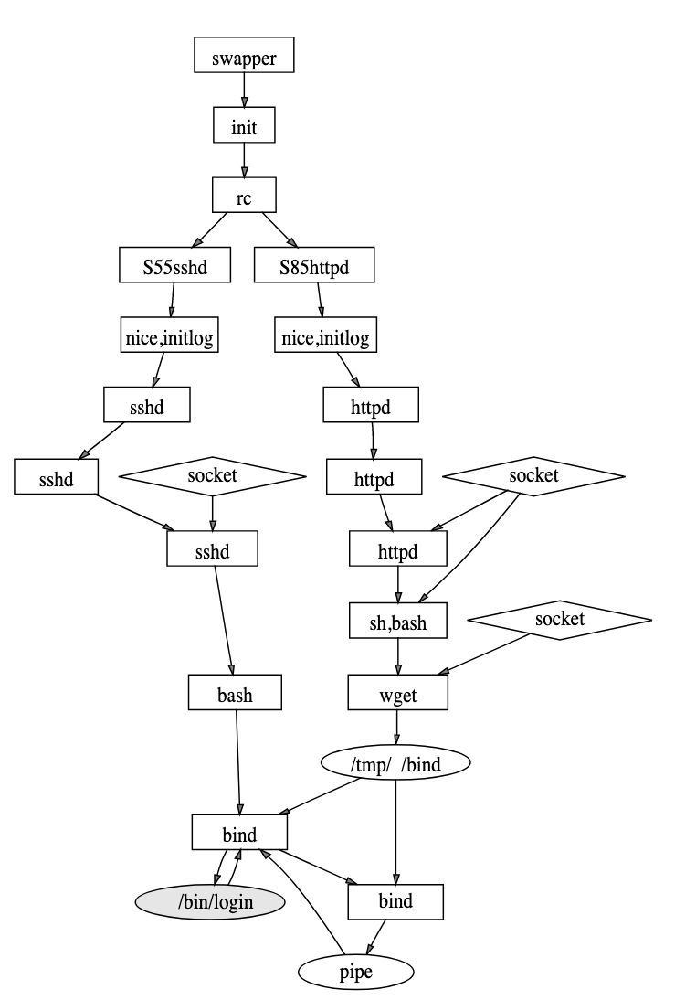 swapper
init
rc
S55sshd
S85httpd
nice,initlog
nice,initlog
sshd
httpd
sshd
socket
httpd
socket
sshd
httpd
sh,bash
socket
bash
wget
/tmp/  /bind
bind
/bin/login
bind
pipe